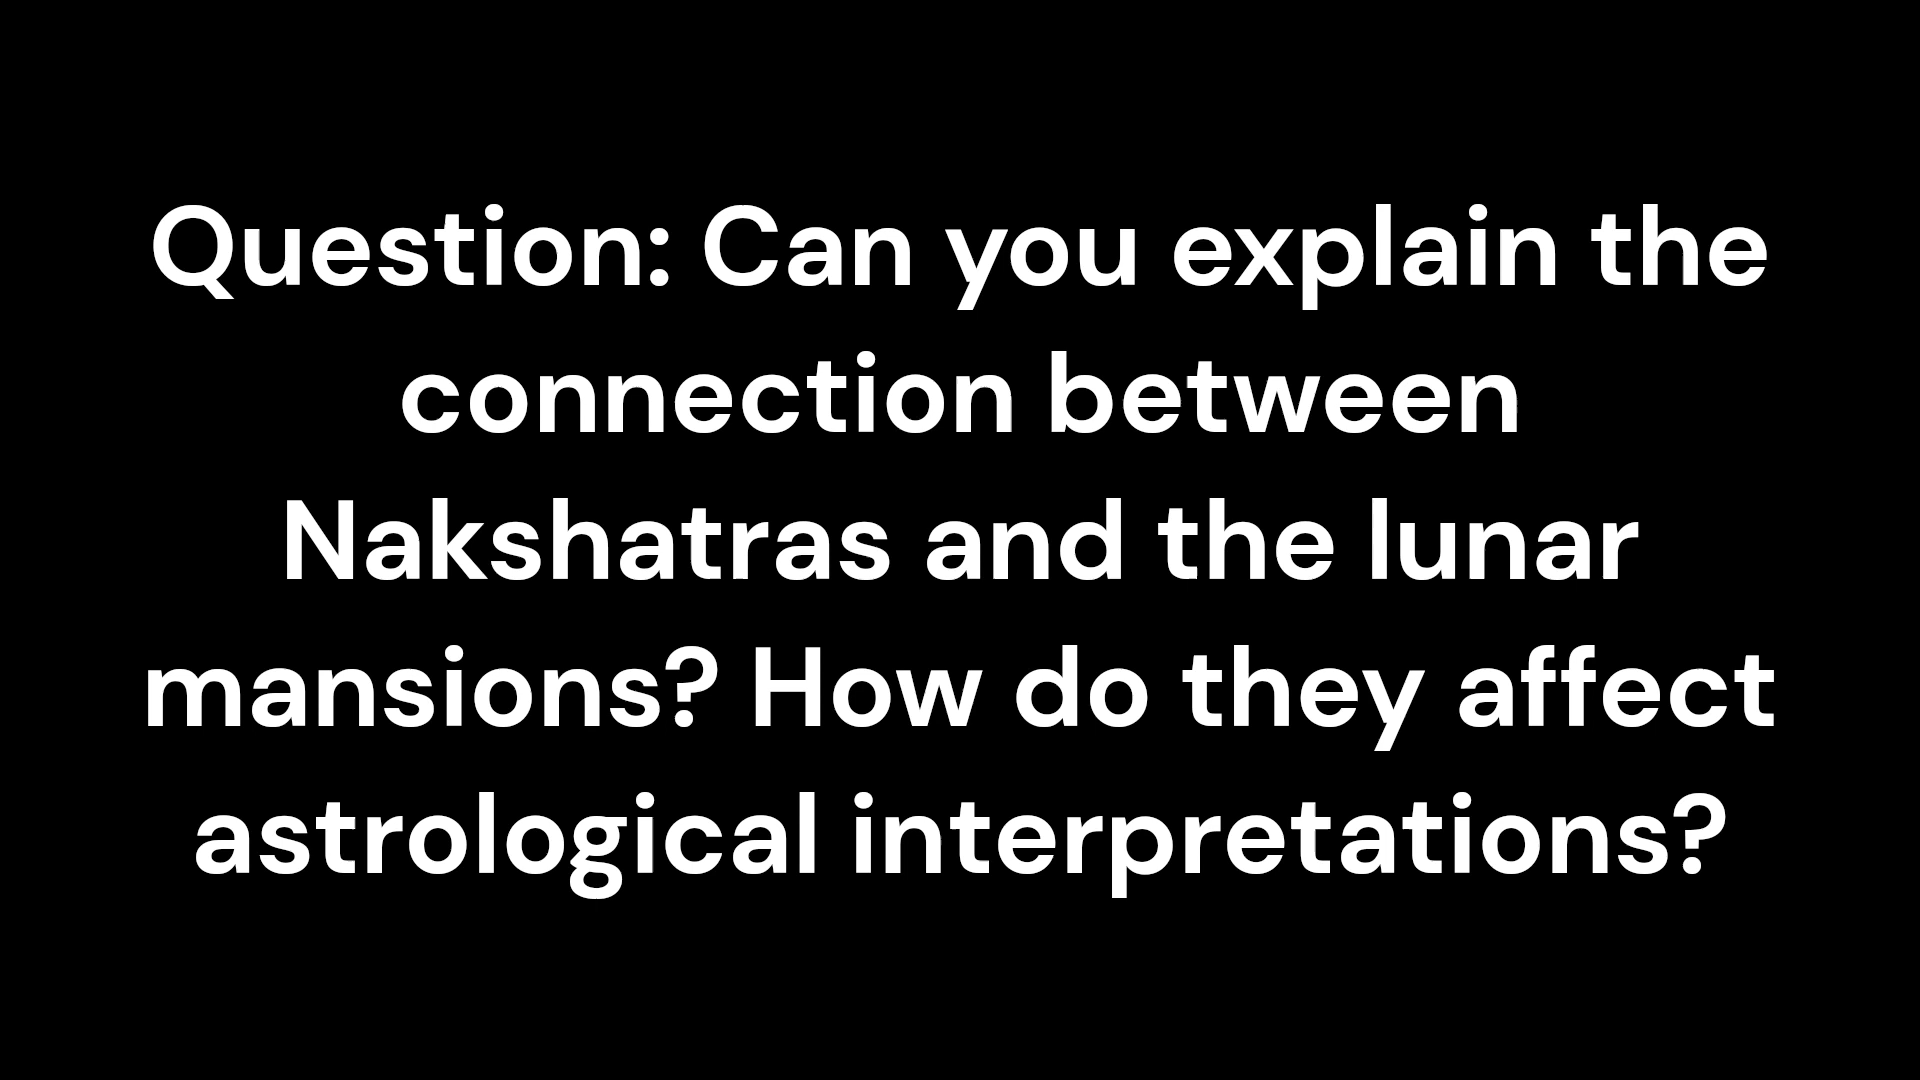 Question: Can you explain the
connection between
Nakshatras and the lunar
mansions? How do they affect
astrological interpretations?